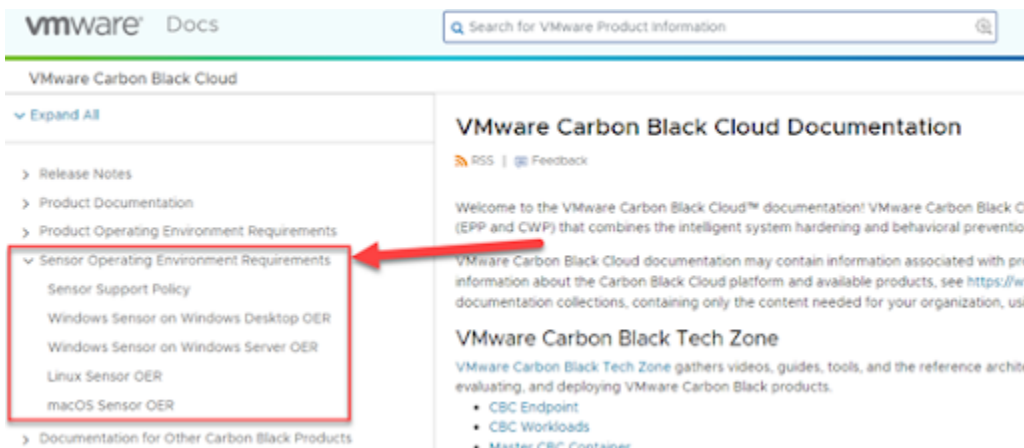 vmware Docs
Search for VMware Product Information
VMware Carbon Black Cloud
Expand All
Release Notes
Product Documentation
Product Operating Environment Requirements
Sensor Operating Environment Requirements
Sensor Support Policy
Windows Sensor on Windows Desktop OER
Windows Sensor on Windows Server OER
Linux Sensor OER
macOS Sensor OER
Documentation for Other Carbon Black Products
VMware Carbon Black Cloud Documentation
RSS | Feedback
Welcome to the VMware Carbon Black Cloud™ documentation! VMware Carbon Black C
(EPP and CWP) that combines the intelligent system hardening and behavioral preventio
VMware Carbon Black Cloud documentation may contain information associated with pr
information about the Carbon Black Cloud platform and available products, see https://w
documentation collections, containing only the content needed for your organization, us
VMware Carbon Black Tech Zone
VMware Carbon Black Tech Zone gathers videos, guides, tools, and the reference archite
evaluating, and deploying VMware Carbon Black products.
• CBC Endpoint
• CBC Workloads
• Master CBC Container